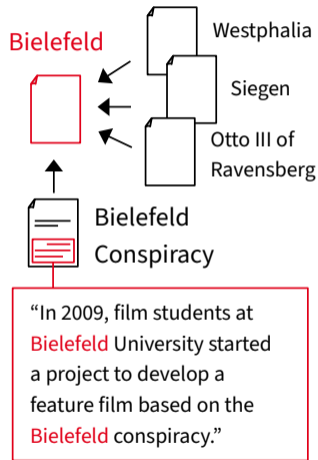 Bielefeld
Westphalia
Siegen
Otto III of
Ravensberg
Bielefeld
Conspiracy
“In 2009, film students at
Bielefeld University started
a project to develop a
feature film based on the
Bielefeld conspiracy.”